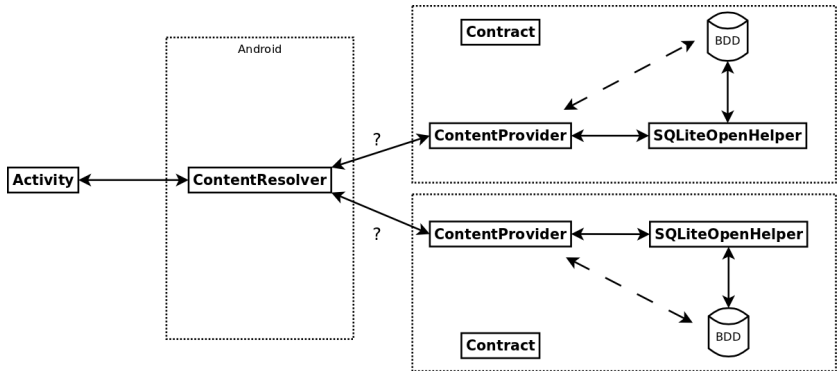 Contract
BDD
Android
?
ContentProvider
SQLiteOpenHelper
Activity
ContentResolver
?
ContentProvider
SQLiteOpenHelper
BDD
Contract